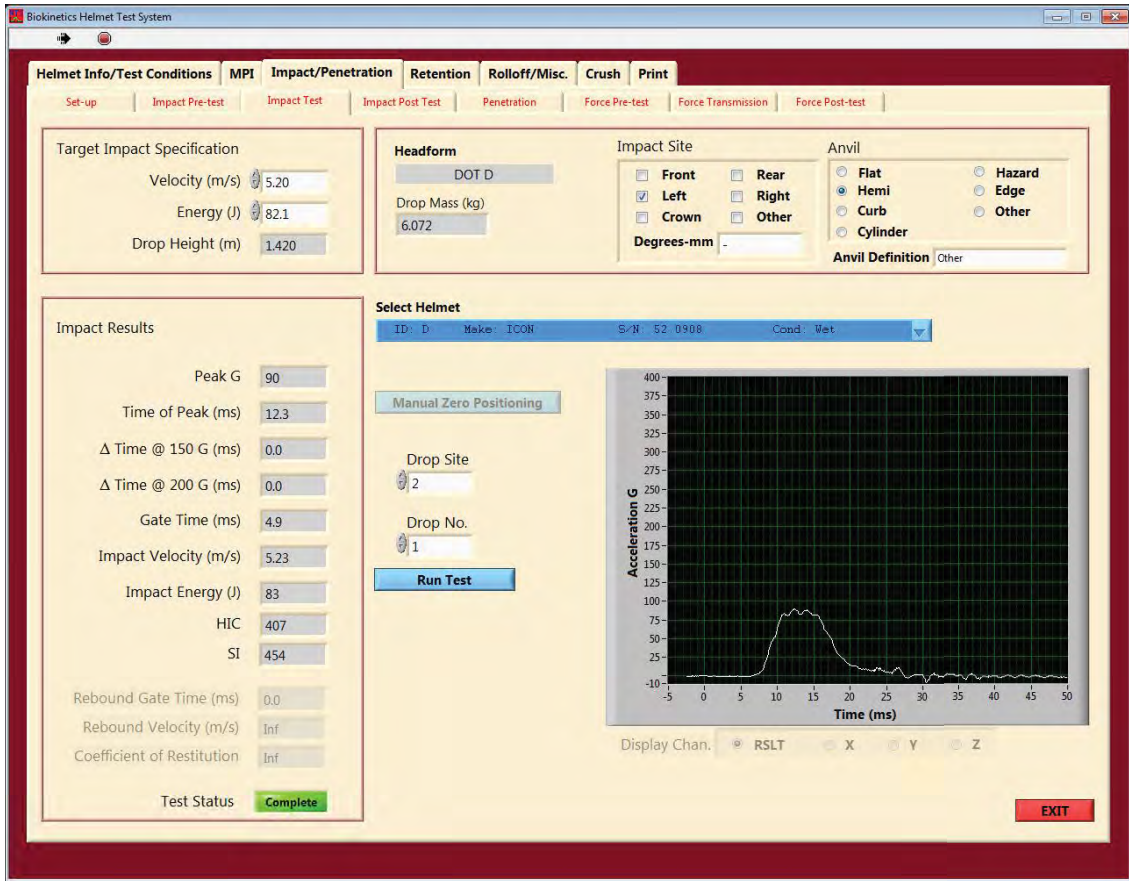 Biokinetics Helmet Test System
Helmet Info/Test Conditions MPI Impact/Penetration Retention Rolloff/Misc. Crush Print
Set-up Impact Pre-test Impact Test Impact Post Test Penetration Force Pre-test Force Transmission Force Post-test
Target Impact Specification
Velocity (m/s) 5.20
Energy (J) 82.1
Drop Height (m) 1.420
Headform
DOT D
Drop Mass (kg)
6.072
Impact Site
Front Rear
Left Right
Crown Other
Degrees-mm -
Anvil
Flat Hazard
Hemi Edge
Curb Other
Cylinder
Anvil Definition Other
Impact Results
Peak G 90
Time of Peak (ms) 12.3
Δ Time @ 150 G (ms) 0.0
Δ Time @ 200 G (ms) 0.0
Gate Time (ms) 4.9
Impact Velocity (m/s) 5.23
Impact Energy (J) 83
HIC 407
SI 454
Rebound Gate Time (ms) 0.0
Rebound Velocity (m/s) Inf
Coefficient of Restitution Inf
Test Status Complete
Select Helmet
ID: D Make: ICON S/N: 52 0908 Cond: Wet
Manual Zero Positioning
Drop Site
2
Drop No.
1
Run Test
Acceleration G
400
375
350
325
300
275
250
225
200
175
150
125
100
75
50
25
-10
-5 0 5 10 15 20 25 30 35 40 45 50
Time (ms)
Display Chan. RSLT X Y Z
EXIT